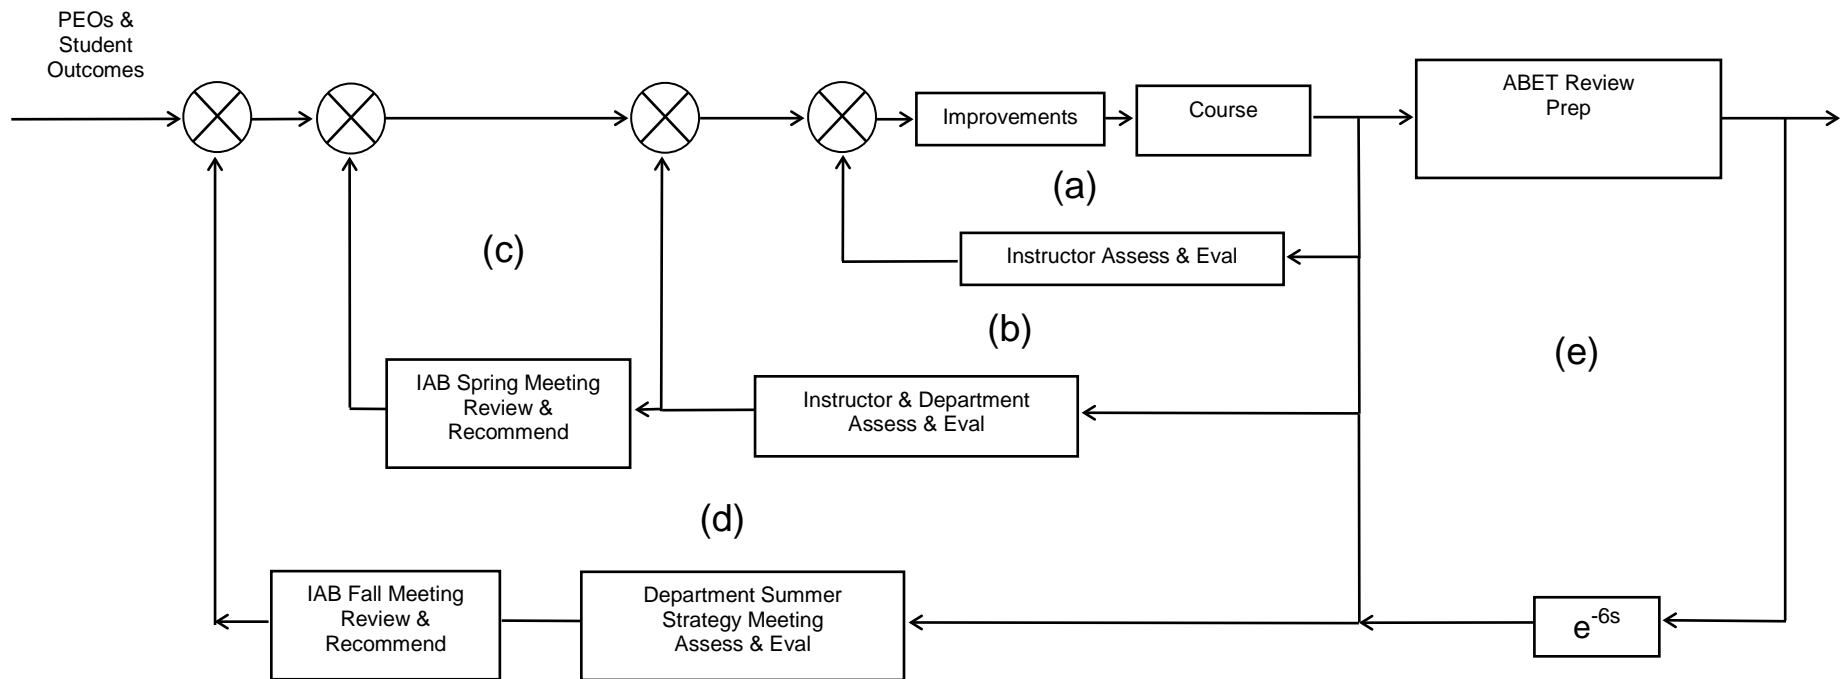 PEOs &
Student
Outcomes
Improvements
Course
ABET Review
Prep
(a)
(c)
Instructor Assess & Eval
(b)
(e)
IAB Spring Meeting
Review &
Recommend
Instructor & Department
Assess & Eval
(d)
IAB Fall Meeting
Review &
Recommend
Department Summer
Strategy Meeting
Assess & Eval
e-6s